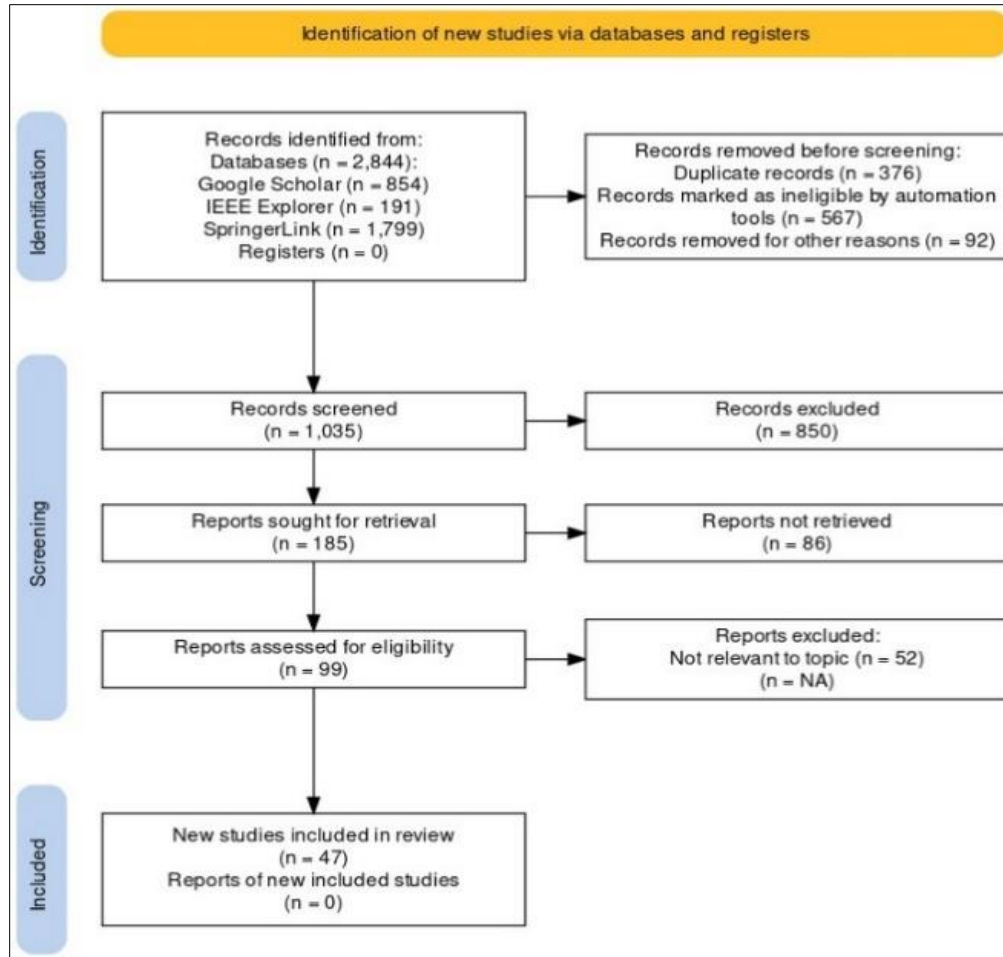 Identification of new studies via databases and registers
Identification
Records identified from:
Databases (n = 2,844):
Google Scholar (n = 854)
IEEE Explorer (n = 191)
SpringerLink (n = 1,799)
Registers (n = 0)
Records removed before screening:
Duplicate records (n = 376)
Records marked as ineligible by automation
tools (n = 567)
Records removed for other reasons (n = 92)
Screening
Records screened
(n = 1,035)
Records excluded
(n = 850)
Reports sought for retrieval
(n = 185)
Reports not retrieved
(n = 86)
Reports assessed for eligibility
(n = 99)
Reports excluded:
Not relevant to topic (n = 52)
(n = NA)
Included
New studies included in review
(n = 47)
Reports of new included studies
(n = 0)